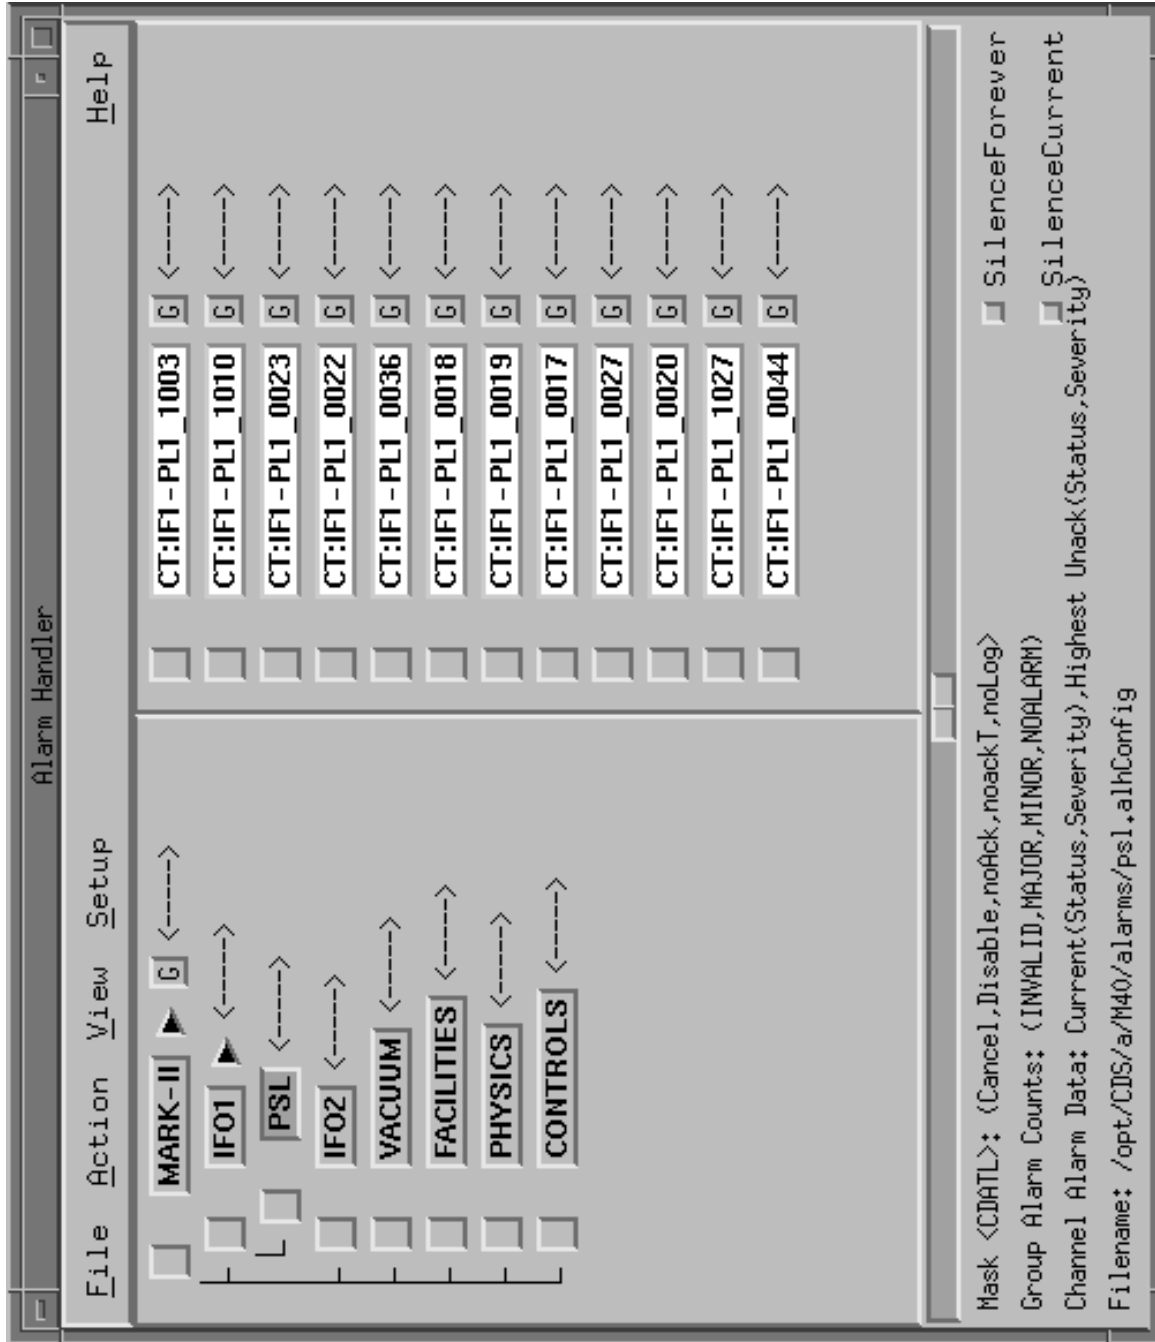 Alarm Handler
File Action View Setup Help
MARK-II G <----->
IFO1 <----->
PSL <----->
IFO2 <----->
VACUUM <----->
FACILITIES <----->
PHYSICS <----->
CONTROLS <----->
CT:IF1-PL1_1003 G <----->
CT:IF1-PL1_1010 G <----->
CT:IF1-PL1_0023 G <----->
CT:IF1-PL1_0022 G <----->
CT:IF1-PL1_0036 G <----->
CT:IF1-PL1_0018 G <----->
CT:IF1-PL1_0019 G <----->
CT:IF1-PL1_0017 G <----->
CT:IF1-PL1_0027 G <----->
CT:IF1-PL1_0020 G <----->
CT:IF1-PL1_1027 G <----->
CT:IF1-PL1_0044 G <----->
Mask <CDATL>: (Cancel,Disable,noAck,noackT,noLog)
SilenceForever
Group Alarm Counts: (INVALID,MAJOR,MINOR,NOALARM)
SilenceCurrent
Channel Alarm Data: Current(Status,Severity),Highest Unack(Status,Severity)
Filename: /opt/CDS/a/M40/alarms/psl.alhConfig